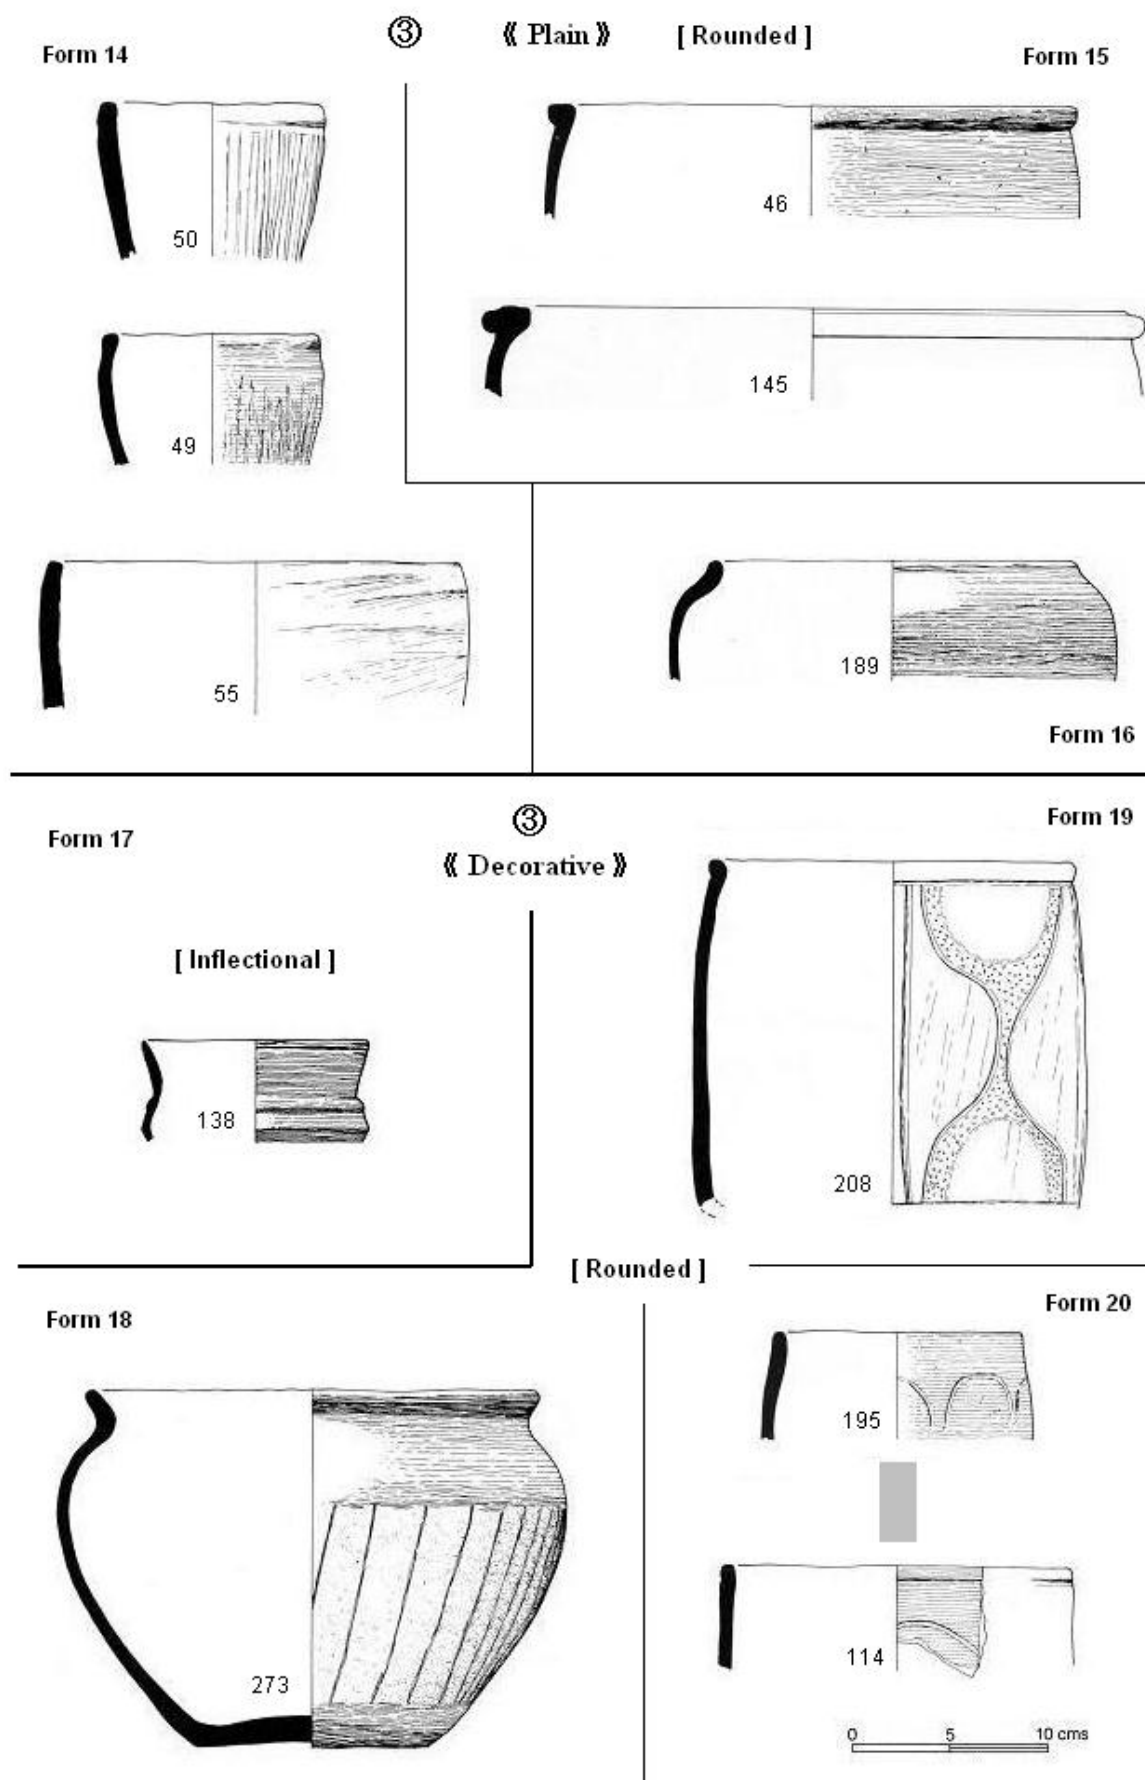 ③ 《 Plain 》 [ Rounded ]
Form 14
Form 15
50
46
145
49
55
189
Form 16
③
Form 17
Form 19
《 Decorative 》
[ Inflectional ]
138
208
[ Rounded ]
Form 18
Form 20
195
273
114
0 5 10 cms